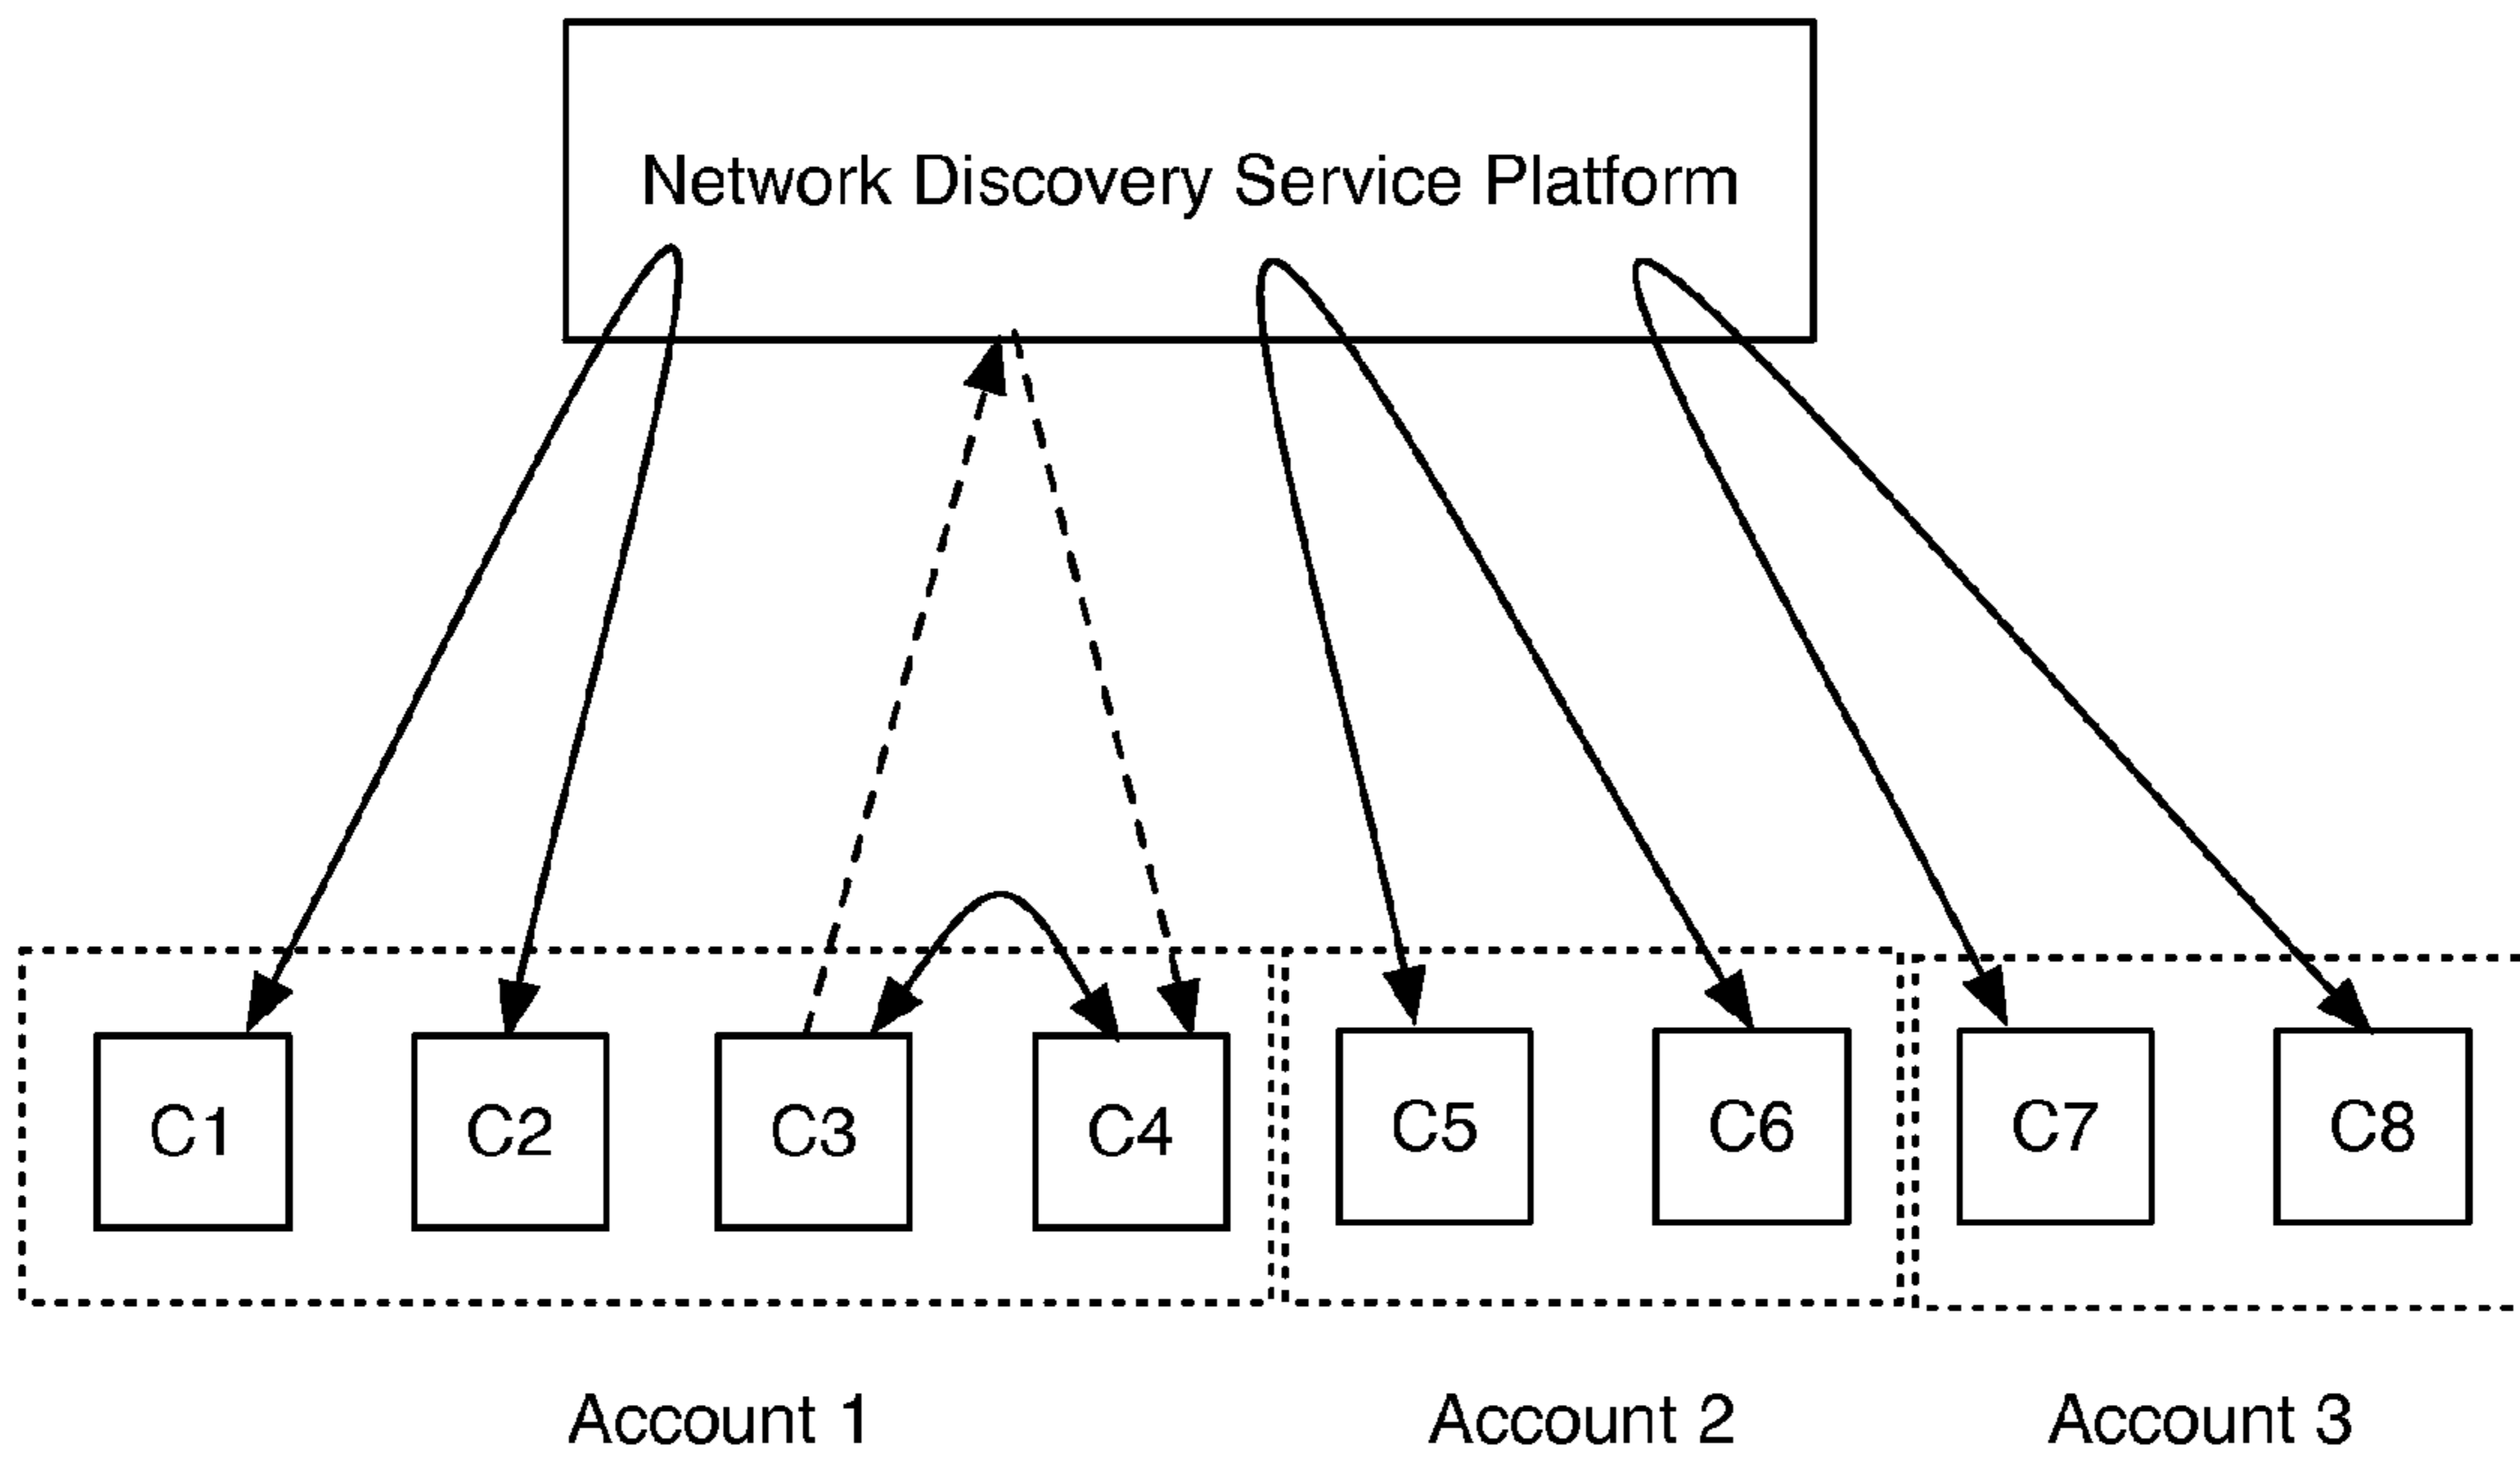 Network Discovery Service Platform
C1 C2 C3 C4 C5 C6 C7 C8
Account 1 Account 2 Account 3